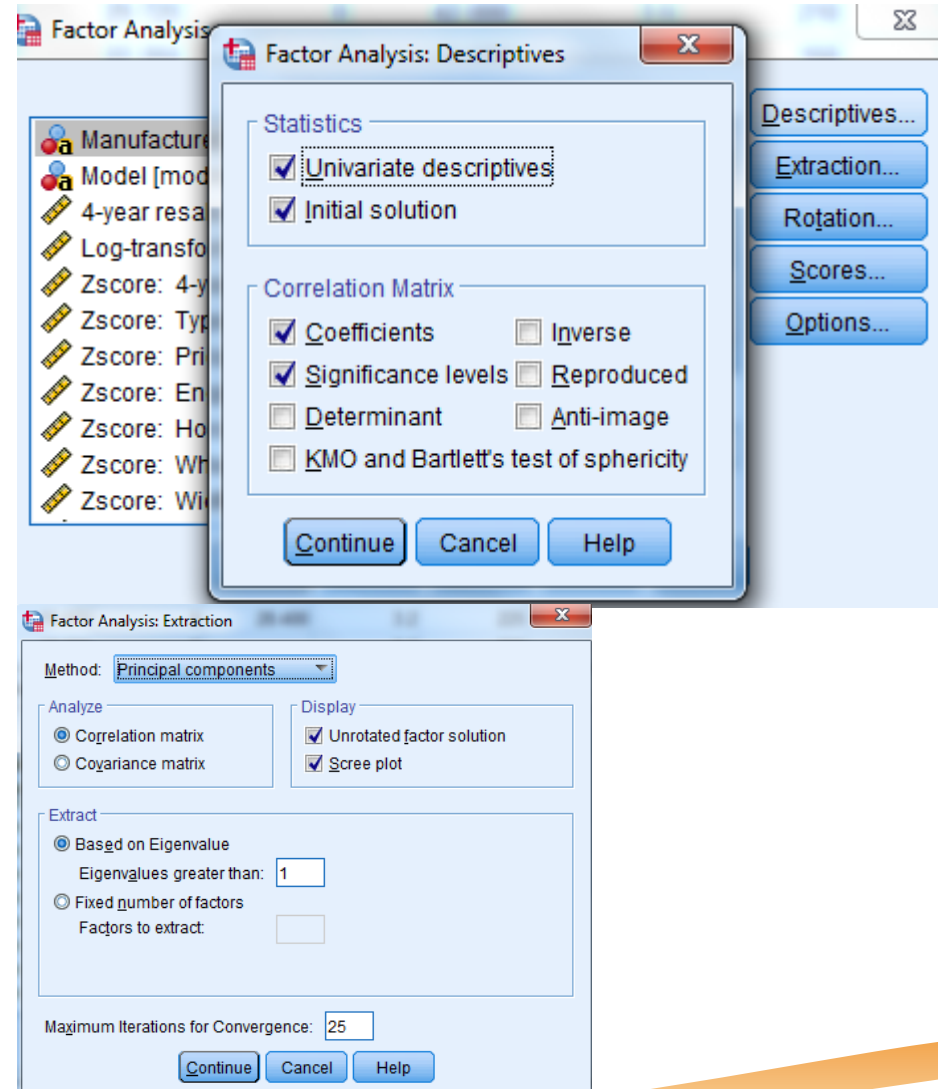 Factor Analysis
Factor Analysis: Descriptives
Manufacture
Model [mod
4-year resa
Log-transfo
Zscore: 4-y
Zscore: Typ
Zscore: Pri
Zscore: En
Zscore: Ho
Zscore: Wh
Zscore: Wi
Statistics
Univariate descriptives
Initial solution
Correlation Matrix
Coefficients Inverse
Significance levels Reproduced
Determinant Anti-image
KMO and Bartlett's test of sphericity
Continue Cancel Help
Descriptives...
Extraction...
Rotation...
Scores...
Options...
Factor Analysis: Extraction
Method: Principal components
Analyze
Correlation matrix
Covariance matrix
Display
Unrotated factor solution
Scree plot
Extract
Based on Eigenvalue
Eigenvalues greater than: 1
Fixed number of factors
Factors to extract:
Maximum Iterations for Convergence: 25
Continue Cancel Help